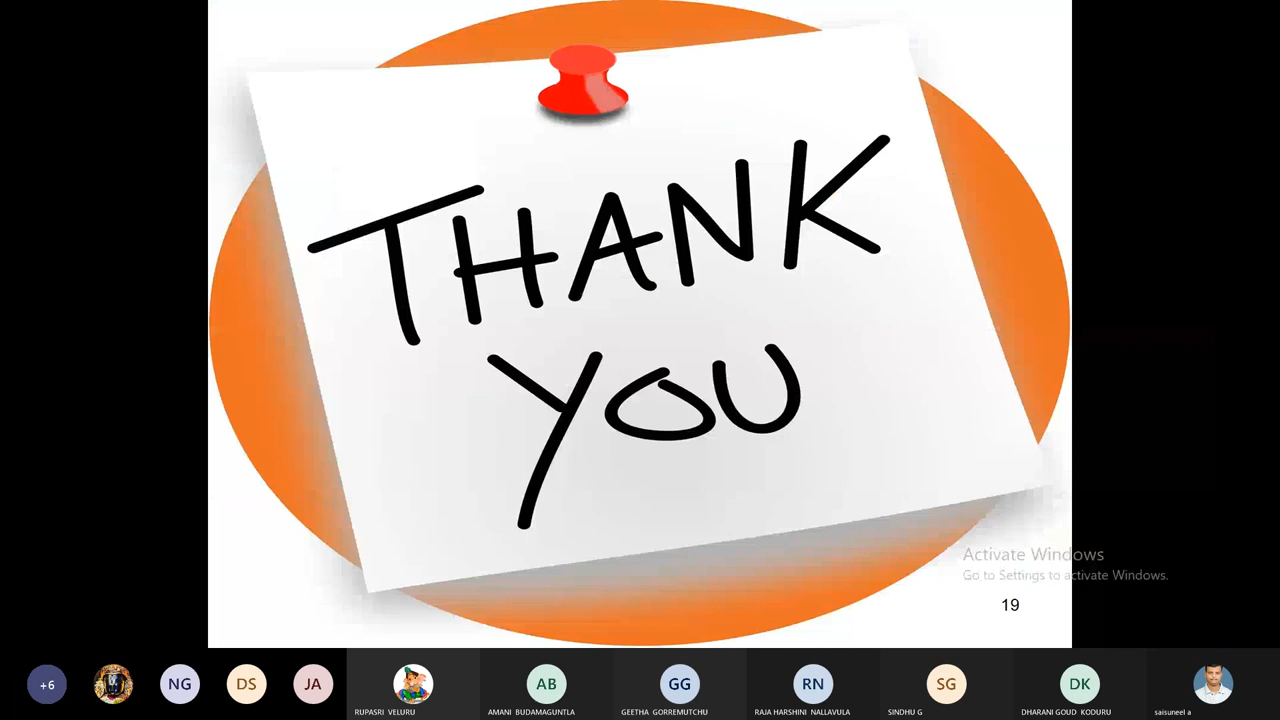 THANK
YOU
Activate Windows
Go to Settings to activate Windows.
19
+6
NG
DS
JA
AB
GG
RN
SG
DK
RUPASRI VELURU
AMANI BUDAMAGUNTLA
GEETHA GORREMUTCHU
RAJA HARSHINI NALLAVULA
SINDHU G
DHARANI GOUD KODURU
saisuneel a